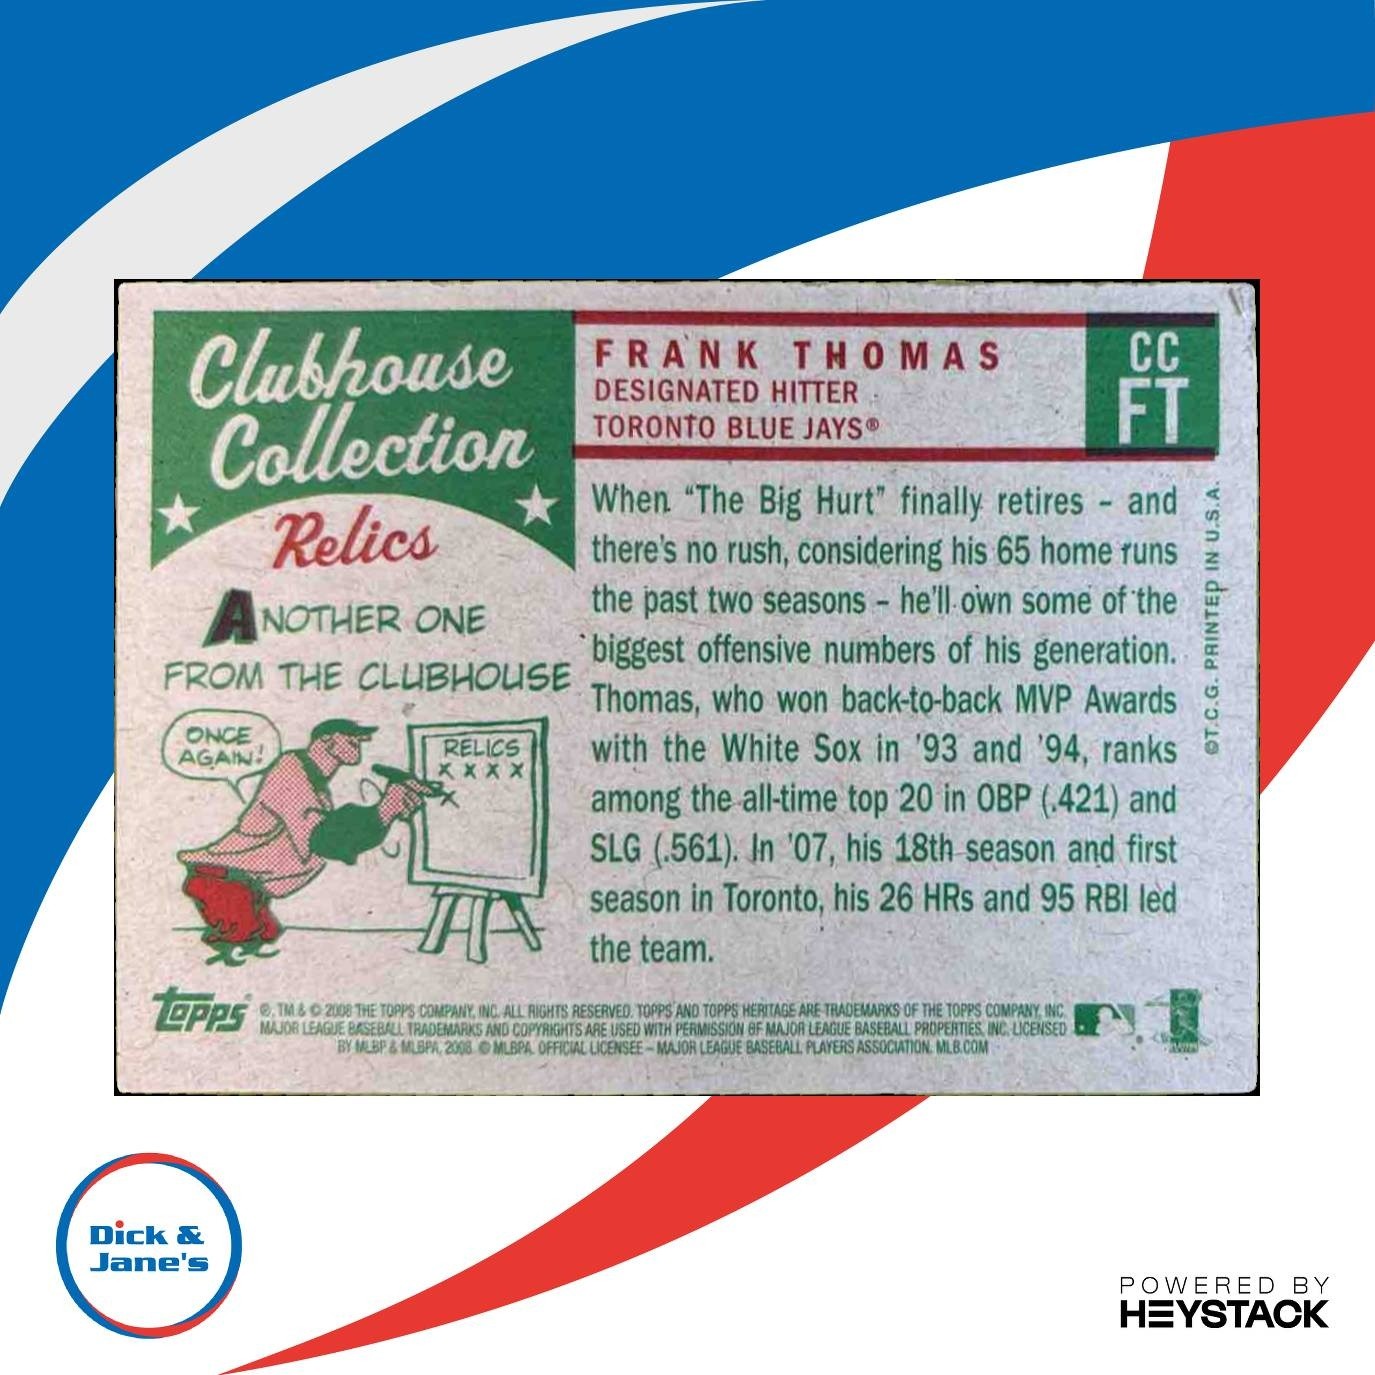 Clubhouse
Collection
Relics
ANOTHER ONE
FROM THE CLUBHOUSE
ONCE
AGAIN!
RELICS
X X X X
X
FRANK THOMAS
DESIGNATED HITTER
TORONTO BLUE JAYS®
CC
FT
When "The Big Hurt" finally retires – and
there's no rush, considering his 65 home runs
the past two seasons – he'll own some of the
biggest offensive numbers of his generation.
Thomas, who won back-to-back MVP Awards
with the White Sox in '93 and '94, ranks
among the all-time top 20 in OBP (.421) and
SLG (.561). In '07, his 18th season and first
season in Toronto, his 26 HRs and 95 RBI led
the team.
©T.C.G. PRINTED IN U.S.A.
topps®
®, TM & © 2008 THE TOPPS COMPANY, INC. ALL RIGHTS RESERVED. TOPPS AND TOPPS HERITAGE ARE TRADEMARKS OF THE TOPPS COMPANY, INC.
MAJOR LEAGUE BASEBALL TRADEMARKS AND COPYRIGHTS ARE USED WITH PERMISSION OF MAJOR LEAGUE BASEBALL PROPERTIES, INC. LICENSED
BY MLBP & MLBPA, 2008. © MLBPA. OFFICIAL LICENSEE – MAJOR LEAGUE BASEBALL PLAYERS ASSOCIATION. MLB.COM
Dick &
Jane's
POWERED BY
HEYSTACK